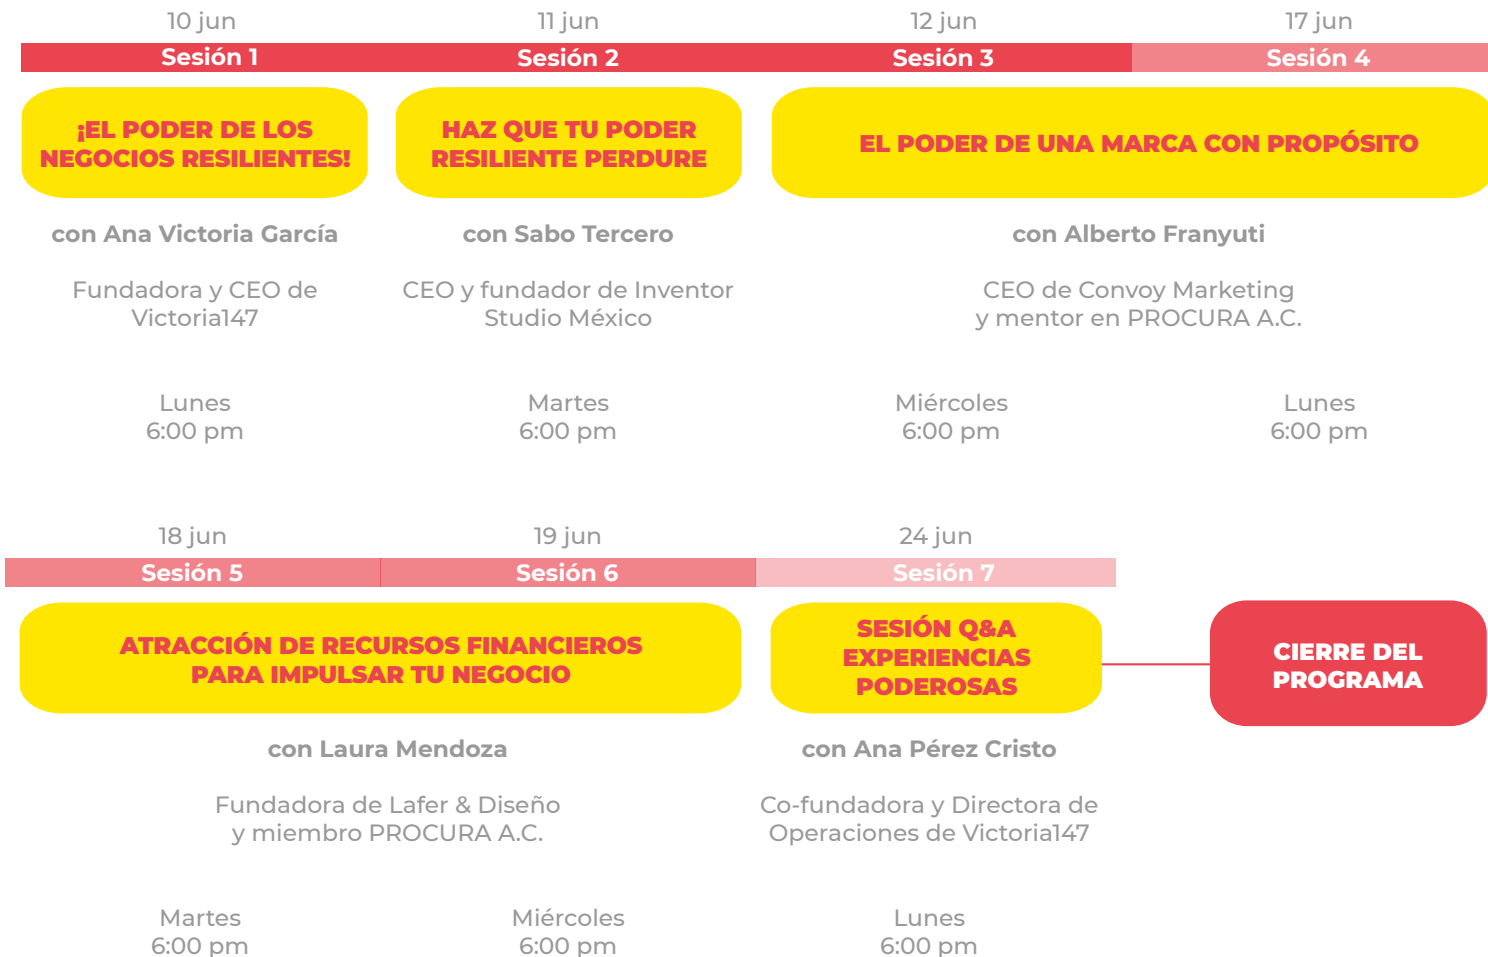 10 jun
11 jun
12 jun
17 jun
Sesión 1
Sesión 2
Sesión 3
Sesión 4
¡EL PODER DE LOS
NEGOCIOS RESILIENTES!
HAZ QUE TU PODER
RESILIENTE PERDURE
EL PODER DE UNA MARCA CON PROPÓSITO
con Ana Victoria García
Fundadora y CEO de
Victoria147
con Sabo Tercero
CEO y fundador de Inventor
Studio México
con Alberto Franyuti
CEO de Convoy Marketing
y mentor en PROCURA A.C.
Lunes
6:00 pm
Martes
6:00 pm
Miércoles
6:00 pm
Lunes
6:00 pm
18 jun
19 jun
24 jun
Sesión 5
Sesión 6
Sesión 7
ATRACCIÓN DE RECURSOS FINANCIEROS
PARA IMPULSAR TU NEGOCIO
SESIÓN Q&A
EXPERIENCIAS
PODEROSAS
CIERRE DEL
PROGRAMA
con Laura Mendoza
Fundadora de Lafer & Diseño
y miembro PROCURA A.C.
con Ana Pérez Cristo
Co-fundadora y Directora de
Operaciones de Victoria147
Martes
6:00 pm
Miércoles
6:00 pm
Lunes
6:00 pm